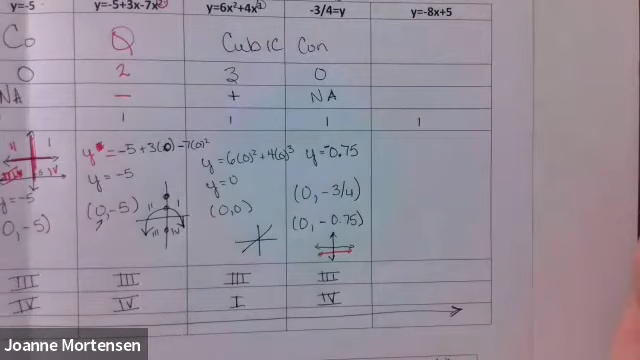 y=-5 y=-5+3x-7x² y=6x²+4x³ -3/4=y y=-8x+5
Co Q Cubic Con
0 2 3 0
NA - + NA
1 1 1 1
II I
III IV
y=-5
0,-5)
y = -5 + 3(0) - 7(0)²
y = -5
(0,-5)
II I
III IV
y = 6(0)² + 4(0)³
y = 0
(0,0)
y = -0.75
(0, -3/4)
(0, -0.75)
III III III III
IV IV I IV
Joanne Mortensen